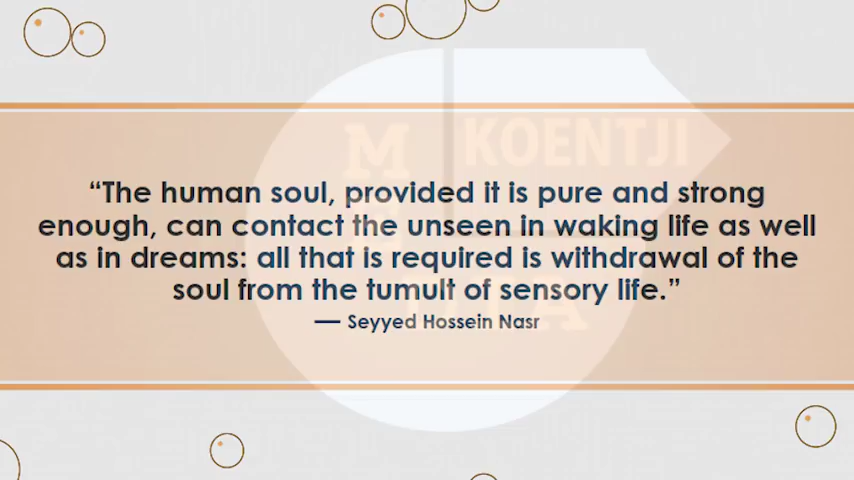 “The human soul, provided it is pure and strong
enough, can contact the unseen in waking life as well
as in dreams: all that is required is withdrawal of the
soul from the tumult of sensory life.”
— Seyyed Hossein Nasr
KOENTJI